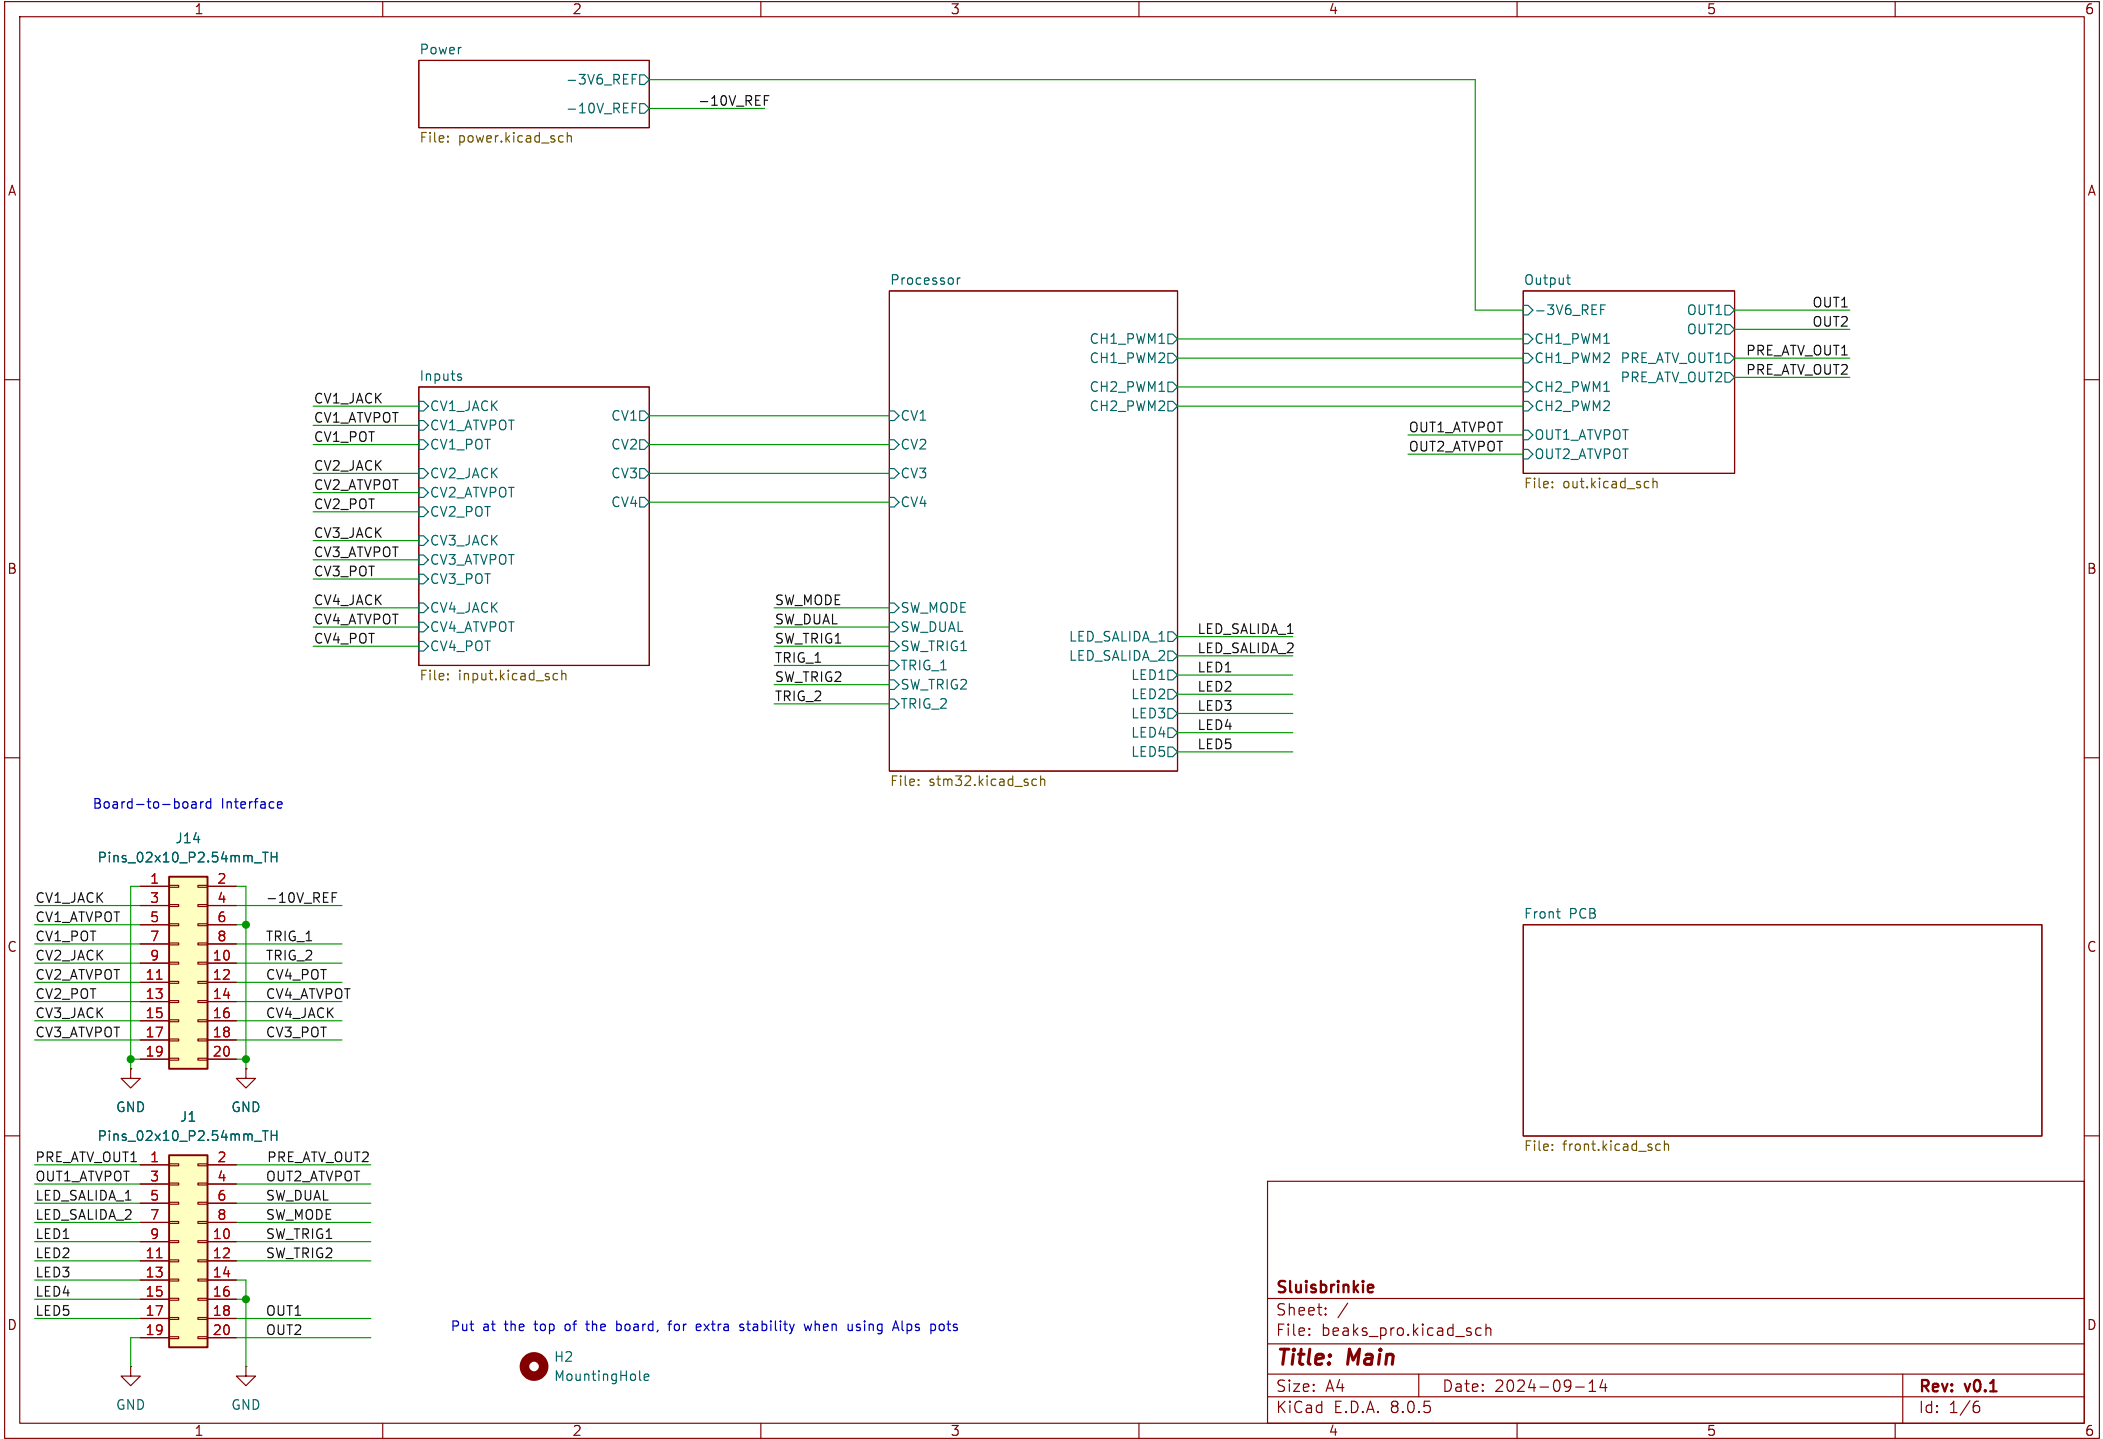 1 2 3 4 5 6
A
A
B
B
C
C
D
D
1 2 3 4 5 6
Power
-3V6_REF
-10V_REF
-10V_REF
File: power.kicad_sch
Inputs
CV1_JACK
CV1_ATVPOT
CV1_POT
CV2_JACK
CV2_ATVPOT
CV2_POT
CV3_JACK
CV3_ATVPOT
CV3_POT
CV4_JACK
CV4_ATVPOT
CV4_POT
CV1_JACK
CV1_ATVPOT
CV1_POT
CV2_JACK
CV2_ATVPOT
CV2_POT
CV3_JACK
CV3_ATVPOT
CV3_POT
CV4_JACK
CV4_ATVPOT
CV4_POT
CV1
CV2
CV3
CV4
File: input.kicad_sch
Processor
CV1
CV2
CV3
CV4
SW_MODE
SW_DUAL
SW_TRIG1
TRIG_1
SW_TRIG2
TRIG_2
SW_MODE
SW_DUAL
SW_TRIG1
TRIG_1
SW_TRIG2
TRIG_2
CH1_PWM1
CH1_PWM2
CH2_PWM1
CH2_PWM2
LED_SALIDA_1
LED_SALIDA_2
LED1
LED2
LED3
LED4
LED5
LED_SALIDA_1
LED_SALIDA_2
LED1
LED2
LED3
LED4
LED5
File: stm32.kicad_sch
Output
-3V6_REF
CH1_PWM1
CH1_PWM2
CH2_PWM1
CH2_PWM2
OUT1_ATVPOT
OUT2_ATVPOT
OUT1_ATVPOT
OUT2_ATVPOT
OUT1
OUT2
PRE_ATV_OUT1
PRE_ATV_OUT2
OUT1
OUT2
PRE_ATV_OUT1
PRE_ATV_OUT2
File: out.kicad_sch
Board-to-board Interface
J14
Pins_02x10_P2.54mm_TH
1 2
CV1_JACK 3 4 -10V_REF
CV1_ATVPOT 5 6
CV1_POT 7 8 TRIG_1
CV2_JACK 9 10 TRIG_2
CV2_ATVPOT 11 12 CV4_POT
CV2_POT 13 14 CV4_ATVPOT
CV3_JACK 15 16 CV4_JACK
CV3_ATVPOT 17 18 CV3_POT
19 20
GND GND
J1
Pins_02x10_P2.54mm_TH
PRE_ATV_OUT1 1 2 PRE_ATV_OUT2
OUT1_ATVPOT 3 4 OUT2_ATVPOT
LED_SALIDA_1 5 6 SW_DUAL
LED_SALIDA_2 7 8 SW_MODE
LED1 9 10 SW_TRIG1
LED2 11 12 SW_TRIG2
LED3 13 14
LED4 15 16
LED5 17 18 OUT1
19 20 OUT2
GND GND
Put at the top of the board, for extra stability when using Alps pots
H2
MountingHole
Front PCB
File: front.kicad_sch
Sluisbrinkie
Sheet: /
File: beaks_pro.kicad_sch
Title: Main
Size: A4 Date: 2024-09-14 Rev: v0.1
KiCad E.D.A. 8.0.5 Id: 1/6